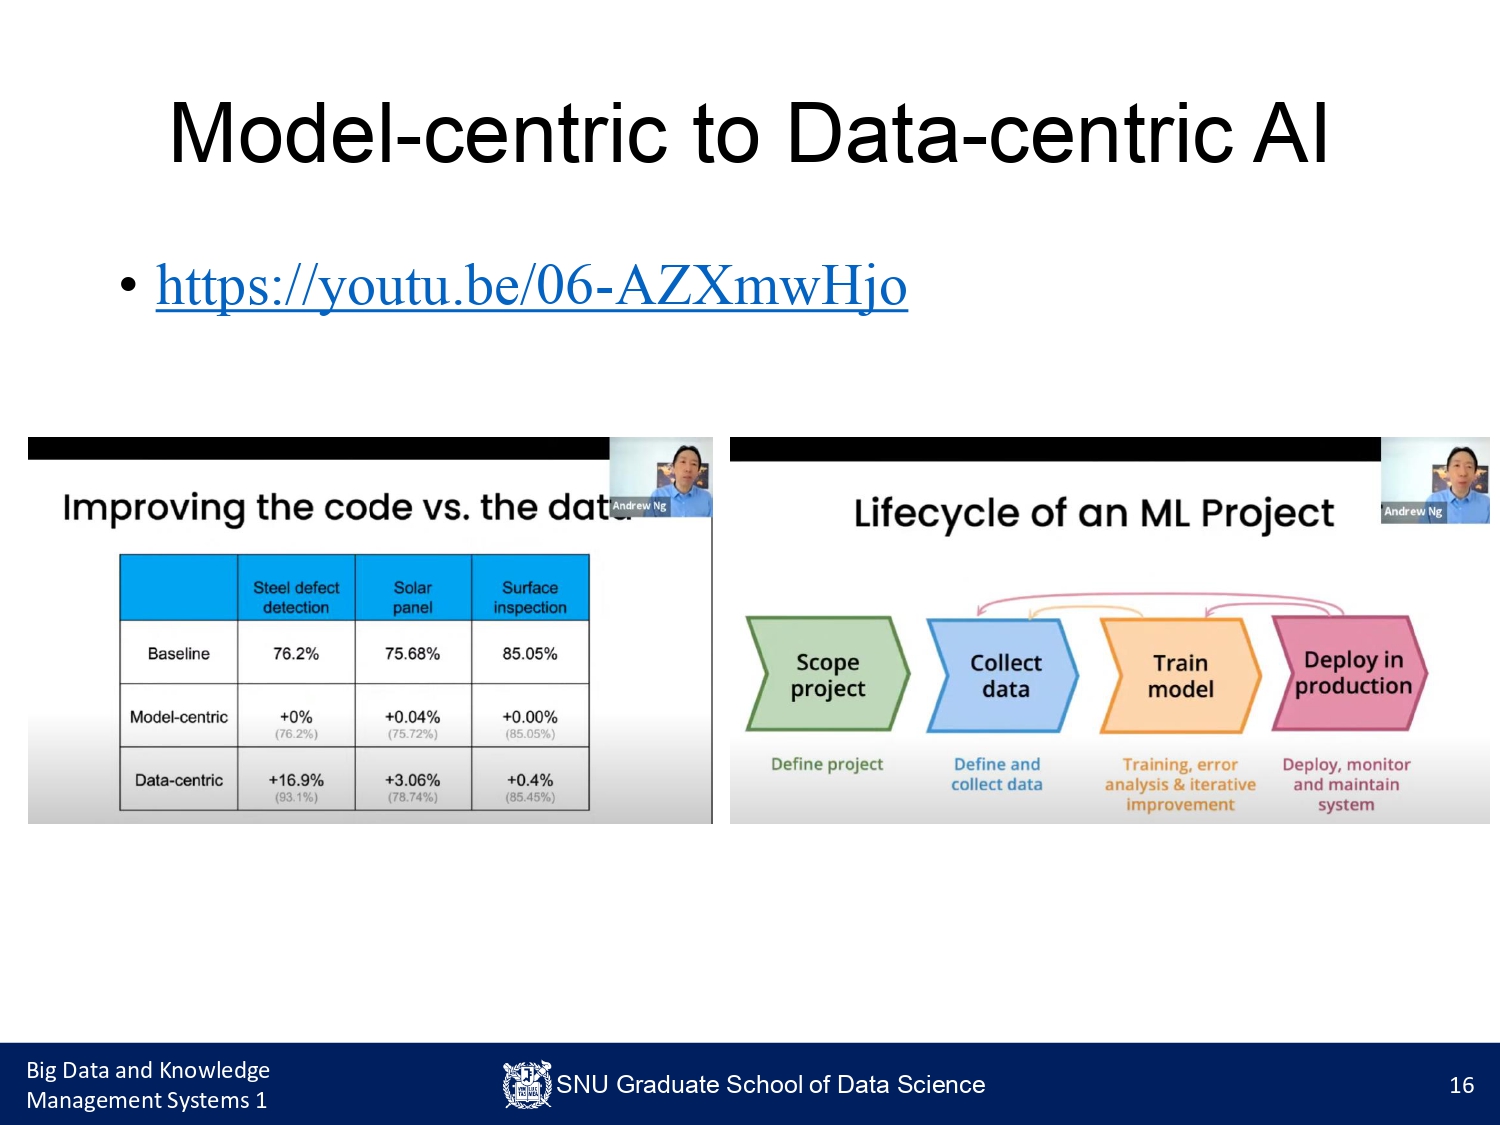 Model-centric to Data-centric AI
• https://youtu.be/06-AZXmwHjo
Improving the code vs. the data
Andrew Ng
Steel defect detection Solar panel Surface inspection
Baseline 76.2% 75.68% 85.05%
Model-centric +0% (76.2%) +0.04% (75.72%) +0.00% (85.05%)
Data-centric +16.9% (93.1%) +3.06% (78.74%) +0.4% (85.45%)
Lifecycle of an ML Project
Andrew Ng
Scope
project
Collect
data
Train
model
Deploy in
production
Define project
Define and
collect data
Training, error
analysis & iterative
improvement
Deploy, monitor
and maintain
system
Big Data and Knowledge
Management Systems 1
SNU Graduate School of Data Science
16